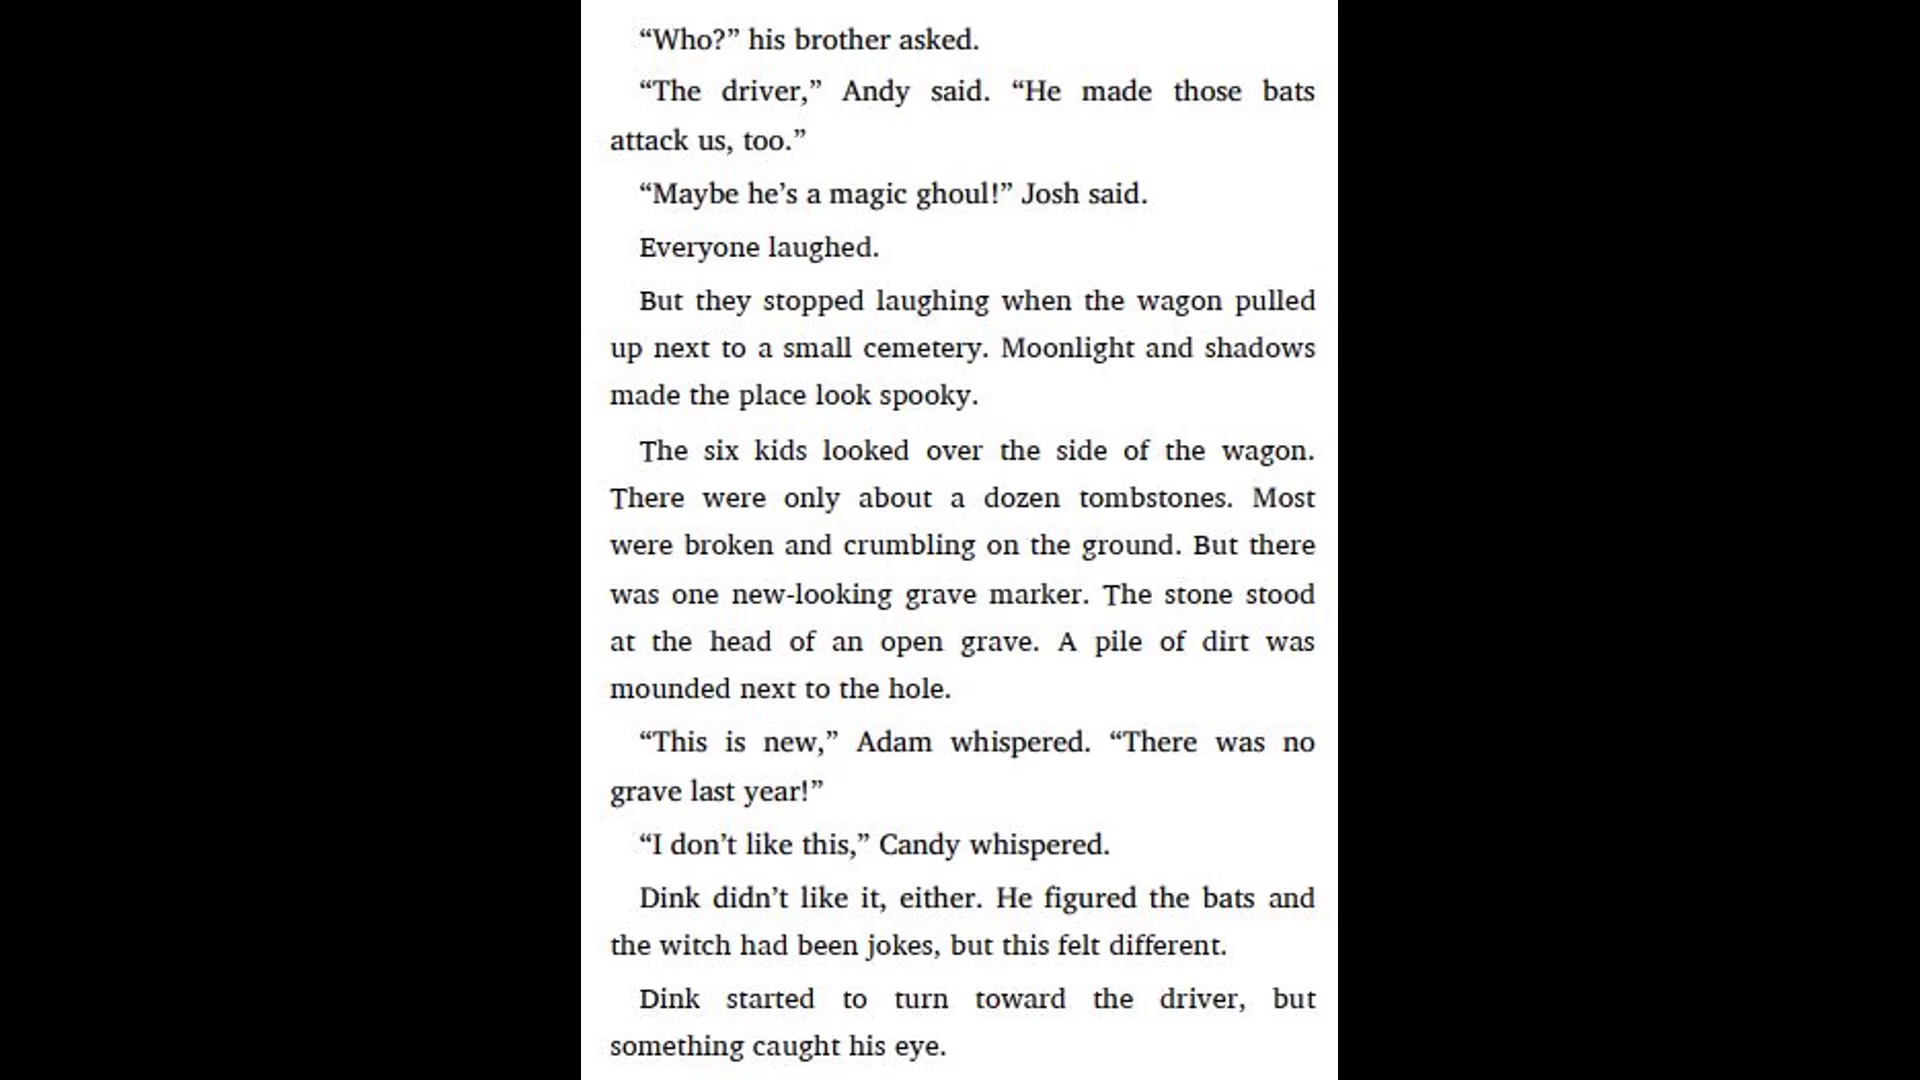 “Who?” his brother asked.
“The driver,” Andy said. “He made those bats
attack us, too.”
“Maybe he’s a magic ghoul!” Josh said.
Everyone laughed.
But they stopped laughing when the wagon pulled
up next to a small cemetery. Moonlight and shadows
made the place look spooky.
The six kids looked over the side of the wagon.
There were only about a dozen tombstones. Most
were broken and crumbling on the ground. But there
was one new-looking grave marker. The stone stood
at the head of an open grave. A pile of dirt was
mounded next to the hole.
“This is new,” Adam whispered. “There was no
grave last year!”
“I don’t like this,” Candy whispered.
Dink didn’t like it, either. He figured the bats and
the witch had been jokes, but this felt different.
Dink started to turn toward the driver, but
something caught his eye.